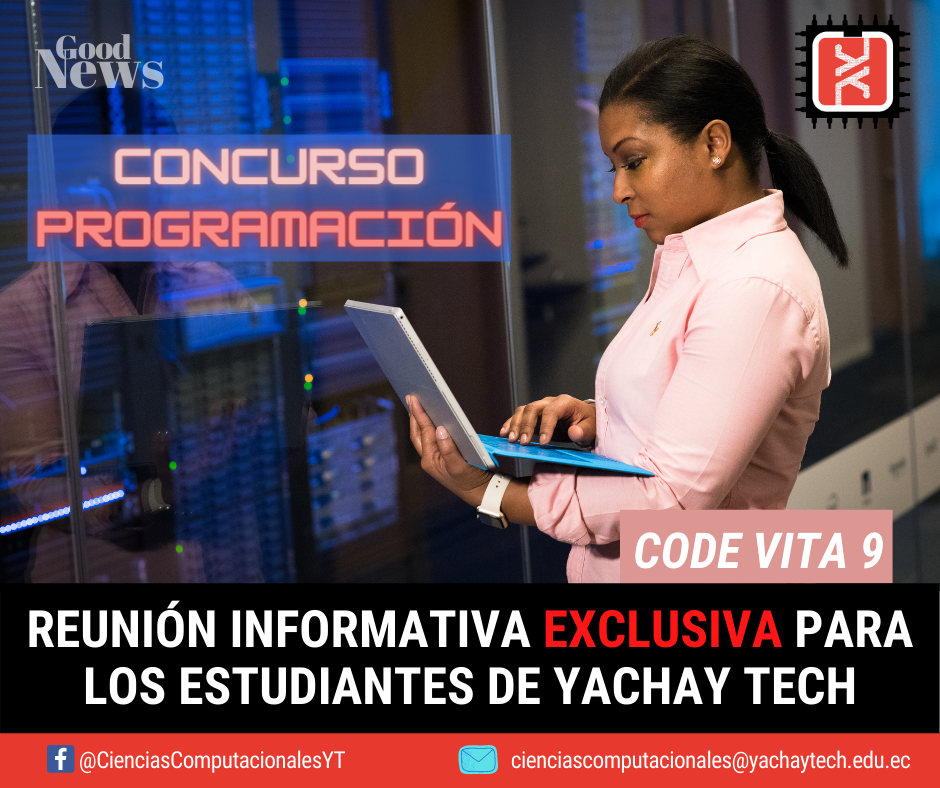 Good
News
CONCURSO
PROGRAMACIÓN
CODE VITA 9
REUNIÓN INFORMATIVA EXCLUSIVA PARA
LOS ESTUDIANTES DE YACHAY TECH
@CienciasComputacionalesYT
cienciascomputacionales@yachaytech.edu.ec